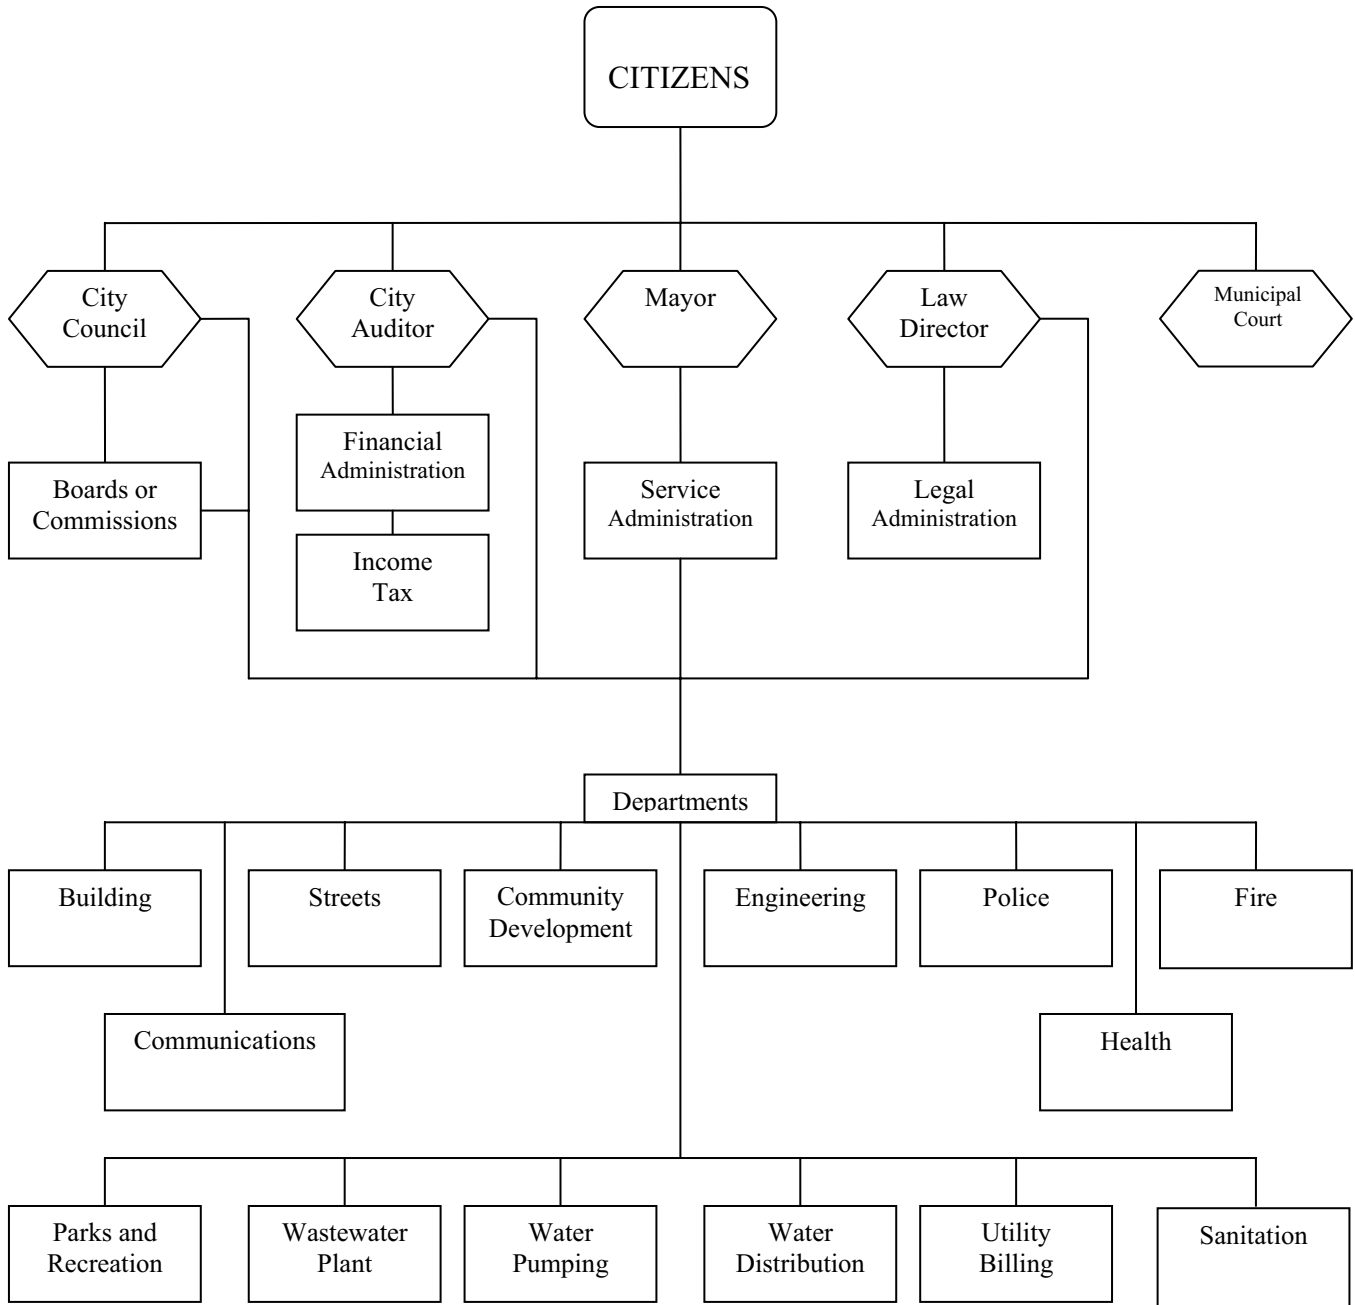 CITIZENS
City
Council
City
Auditor
Mayor
Law
Director
Municipal
Court
Financial
Administration
Boards or
Commissions
Service
Administration
Legal
Administration
Income
Tax
Departments
Building
Streets
Community
Development
Engineering
Police
Fire
Communications
Health
Parks and
Recreation
Wastewater
Plant
Water
Pumping
Water
Distribution
Utility
Billing
Sanitation